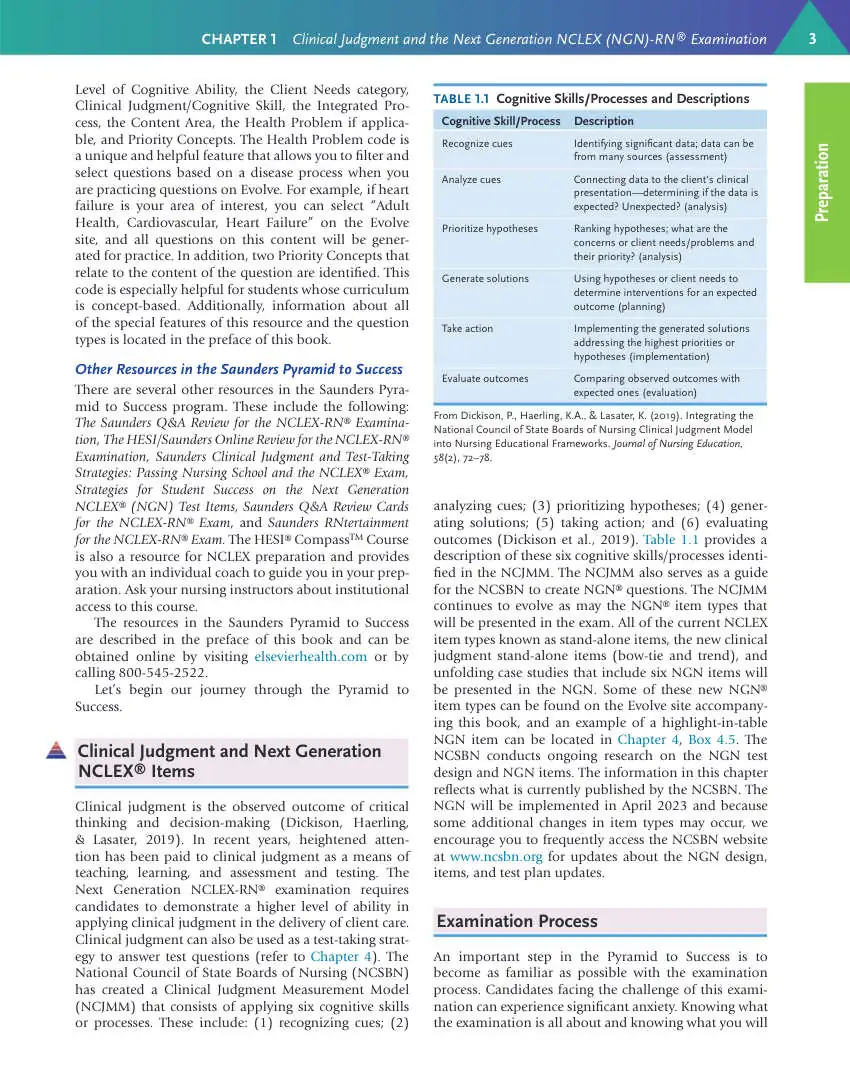 CHAPTER 1 Clinical Judgment and the Next Generation NCLEX (NGN)-RN® Examination 3
Level of Cognitive Ability, the Client Needs category,
Clinical Judgment/Cognitive Skill, the Integrated Pro-
cess, the Content Area, the Health Problem if applica-
ble, and Priority Concepts. The Health Problem code is
a unique and helpful feature that allows you to filter and
select questions based on a disease process when you
are practicing questions on Evolve. For example, if heart
failure is your area of interest, you can select “Adult
Health, Cardiovascular, Heart Failure” on the Evolve
site, and all questions on this content will be gener-
ated for practice. In addition, two Priority Concepts that
relate to the content of the question are identified. This
code is especially helpful for students whose curriculum
is concept-based. Additionally, information about all
of the special features of this resource and the question
types is located in the preface of this book.
Other Resources in the Saunders Pyramid to Success
There are several other resources in the Saunders Pyra-
mid to Success program. These include the following:
The Saunders Q&A Review for the NCLEX-RN® Examina-
tion, The HESI/Saunders Online Review for the NCLEX-RN®
Examination, Saunders Clinical Judgment and Test-Taking
Strategies: Passing Nursing School and the NCLEX® Exam,
Strategies for Student Success on the Next Generation
NCLEX® (NGN) Test Items, Saunders Q&A Review Cards
for the NCLEX-RN® Exam, and Saunders RNtertainment
for the NCLEX-RN® Exam. The HESI® Compass™ Course
is also a resource for NCLEX preparation and provides
you with an individual coach to guide you in your prep-
aration. Ask your nursing instructors about institutional
access to this course.
The resources in the Saunders Pyramid to Success
are described in the preface of this book and can be
obtained online by visiting elsevierhealth.com or by
calling 800-545-2522.
Let’s begin our journey through the Pyramid to
Success.
Clinical Judgment and Next Generation
NCLEX® Items
Clinical judgment is the observed outcome of critical
thinking and decision-making (Dickison, Haerling,
& Lasater, 2019). In recent years, heightened atten-
tion has been paid to clinical judgment as a means of
teaching, learning, and assessment and testing. The
Next Generation NCLEX-RN® examination requires
candidates to demonstrate a higher level of ability in
applying clinical judgment in the delivery of client care.
Clinical judgment can also be used as a test-taking strat-
egy to answer test questions (refer to Chapter 4). The
National Council of State Boards of Nursing (NCSBN)
has created a Clinical Judgment Measurement Model
(NCJMM) that consists of applying six cognitive skills
or processes. These include: (1) recognizing cues; (2)
TABLE 1.1 Cognitive Skills/Processes and Descriptions
Cognitive Skill/Process Description
Recognize cues Identifying significant data; data can be
from many sources (assessment)
Analyze cues Connecting data to the client’s clinical
presentation—determining if the data is
expected? Unexpected? (analysis)
Prioritize hypotheses Ranking hypotheses; what are the
concerns or client needs/problems and
their priority? (analysis)
Generate solutions Using hypotheses or client needs to
determine interventions for an expected
outcome (planning)
Take action Implementing the generated solutions
addressing the highest priorities or
hypotheses (implementation)
Evaluate outcomes Comparing observed outcomes with
expected ones (evaluation)
From Dickison, P., Haerling, K.A., & Lasater, K. (2019). Integrating the
National Council of State Boards of Nursing Clinical Judgment Model
into Nursing Educational Frameworks. Journal of Nursing Education,
58(2), 72–78.
analyzing cues; (3) prioritizing hypotheses; (4) gener-
ating solutions; (5) taking action; and (6) evaluating
outcomes (Dickison et al., 2019). Table 1.1 provides a
description of these six cognitive skills/processes identi-
fied in the NCJMM. The NCJMM also serves as a guide
for the NCSBN to create NGN® questions. The NCJMM
continues to evolve as may the NGN® item types that
will be presented in the exam. All of the current NCLEX
item types known as stand-alone items, the new clinical
judgment stand-alone items (bow-tie and trend), and
unfolding case studies that include six NGN items will
be presented in the NGN. Some of these new NGN®
item types can be found on the Evolve site accompany-
ing this book, and an example of a highlight-in-table
NGN item can be located in Chapter 4, Box 4.5. The
NCSBN conducts ongoing research on the NGN test
design and NGN items. The information in this chapter
reflects what is currently published by the NCSBN. The
NGN will be implemented in April 2023 and because
some additional changes in item types may occur, we
encourage you to frequently access the NCSBN website
at www.ncsbn.org for updates about the NGN design,
items, and test plan updates.
Examination Process
An important step in the Pyramid to Success is to
become as familiar as possible with the examination
process. Candidates facing the challenge of this exami-
nation can experience significant anxiety. Knowing what
the examination is all about and knowing what you will
Preparation